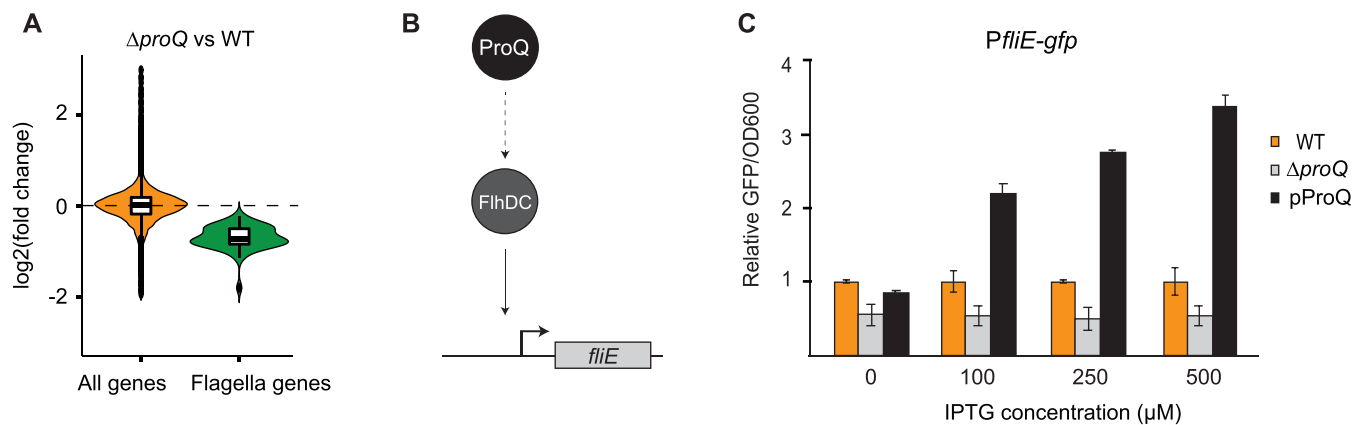 A
ΔproQ vs WT
log2(fold change)
2
0
-2
All genes
Flagella genes
B
ProQ
FlhDC
fliE
C
PfliE-gfp
Relative GFP/OD600
4
3
2
1
0
100
250
500
IPTG concentration (μM)
WT
ΔproQ
pProQ